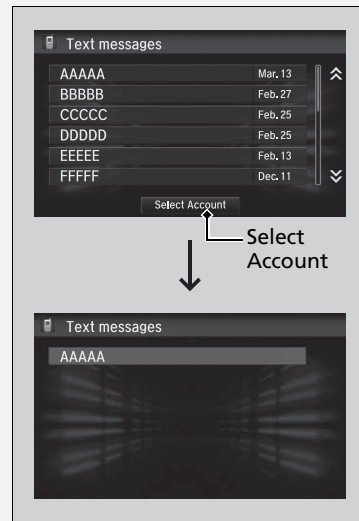 Text messages
AAAAA Mar. 13
BBBBB Feb. 27
CCCCC Feb. 25
DDDDD Feb. 25
EEEEE Feb. 13
FFFFF Dec. 11
Select Account
Select
Account
Text messages
AAAAA